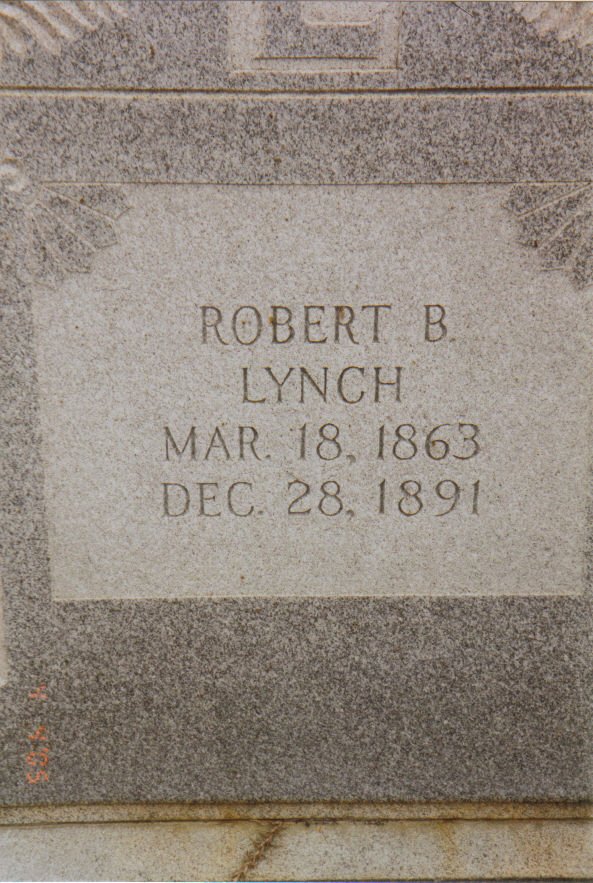 ROBERT B.
LYNCH
MAR. 18, 1863
DEC. 28, 1891